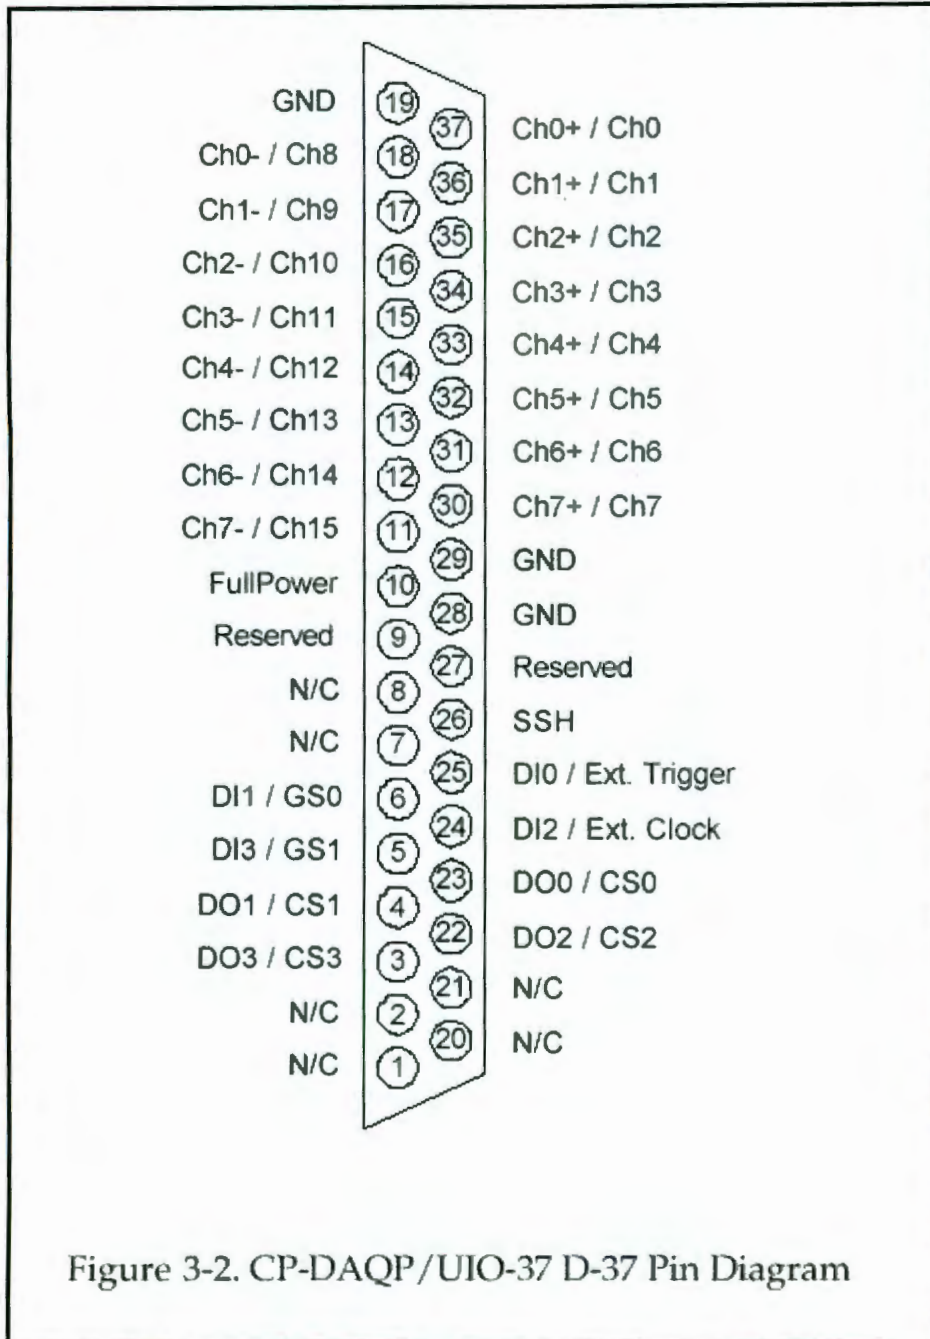 GND 19
37 Ch0+ / Ch0
Ch0- / Ch8 18
36 Ch1+ / Ch1
Ch1- / Ch9 17
35 Ch2+ / Ch2
Ch2- / Ch10 16
34 Ch3+ / Ch3
Ch3- / Ch11 15
33 Ch4+ / Ch4
Ch4- / Ch12 14
32 Ch5+ / Ch5
Ch5- / Ch13 13
31 Ch6+ / Ch6
Ch6- / Ch14 12
30 Ch7+ / Ch7
Ch7- / Ch15 11
29 GND
FullPower 10
28 GND
Reserved 9
27 Reserved
N/C 8
26 SSH
N/C 7
25 DI0 / Ext. Trigger
DI1 / GS0 6
24 DI2 / Ext. Clock
DI3 / GS1 5
23 DO0 / CS0
DO1 / CS1 4
22 DO2 / CS2
DO3 / CS3 3
21 N/C
N/C 2
20 N/C
N/C 1
Figure 3-2. CP-DAQP/UIO-37 D-37 Pin Diagram